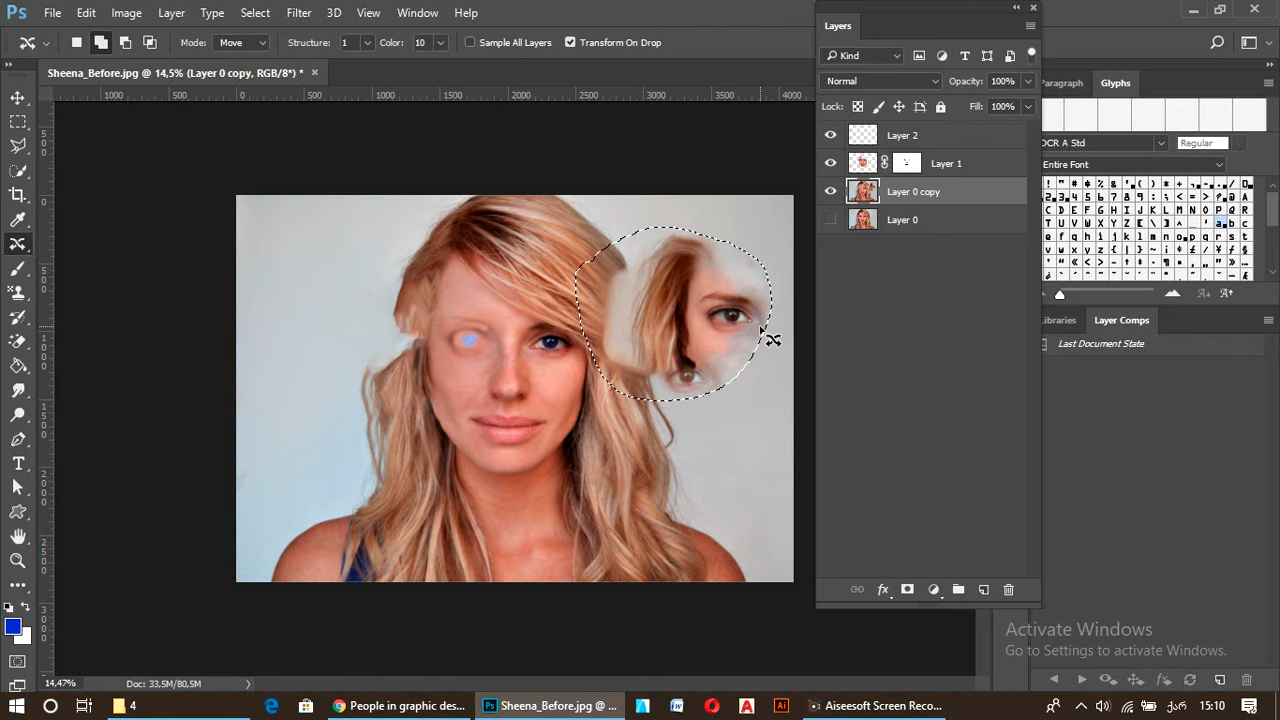 Ps File Edit Image Layer Type Select Filter 3D View Window Help
Mode: Move Structure: 1 Color: 10 Sample All Layers Transform On Drop
Sheena_Before.jpg @ 14,5% (Layer 0 copy, RGB/8*) * ×
1000 500 0 500 1000 1500 2000 2500 3000 3500 4000
Layers
Kind
Normal Opacity: 100%
Lock: Fill: 100%
Layer 2
Layer 1
Layer 0 copy
Layer 0
Paragraph Glyphs
OCR A Std Regular
Entire Font
Libraries Layer Comps
Last Document State
Activate Windows
Go to Settings to activate Windows.
14,47% Doc: 33,5M/80,5M
4 People in graphic des... Ps Sheena_Before.jpg @ ... Ai Aiseesoft Screen Reco... 15:10